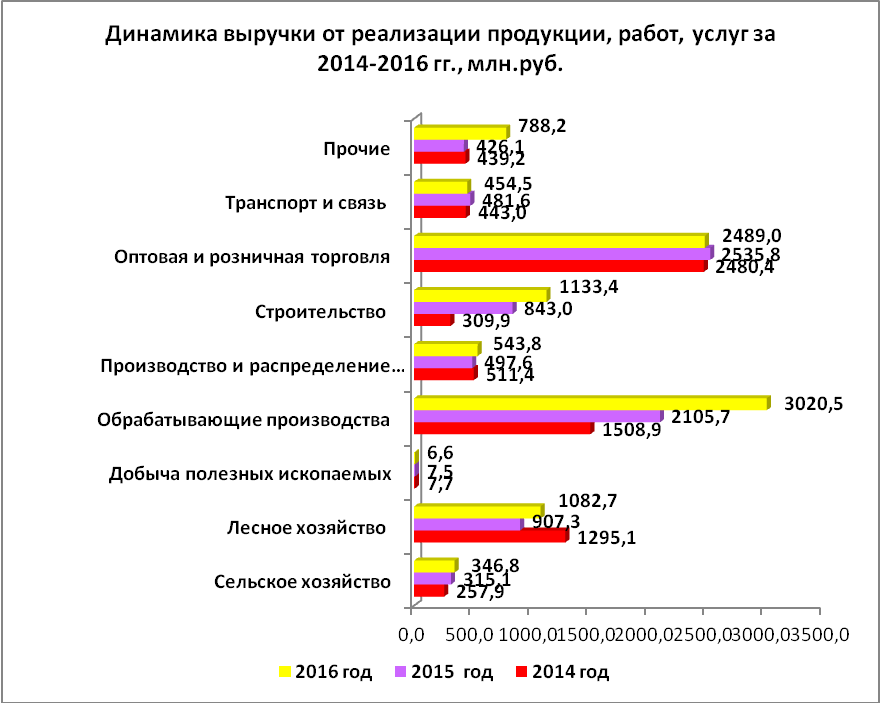 Динамика выручки от реализации продукции, работ, услуг за
2014-2016 гг., млн.руб.
Прочие
788,2
426,1
439,2
Транспорт и связь
454,5
481,6
443,0
Оптовая и розничная торговля
2489,0
2535,8
2480,4
Строительство
1133,4
843,0
309,9
Производство и распределение...
543,8
497,6
511,4
Обрабатывающие производства
3020,5
2105,7
1508,9
Добыча полезных ископаемых
6,6
7,5
7,7
Лесное хозяйство
1082,7
907,3
1295,1
Сельское хозяйство
346,8
315,1
257,9
0,0 500,0 1000,0 1500,0 2000,0 2500,0 3000,0 3500,0
2016 год 2015 год 2014 год